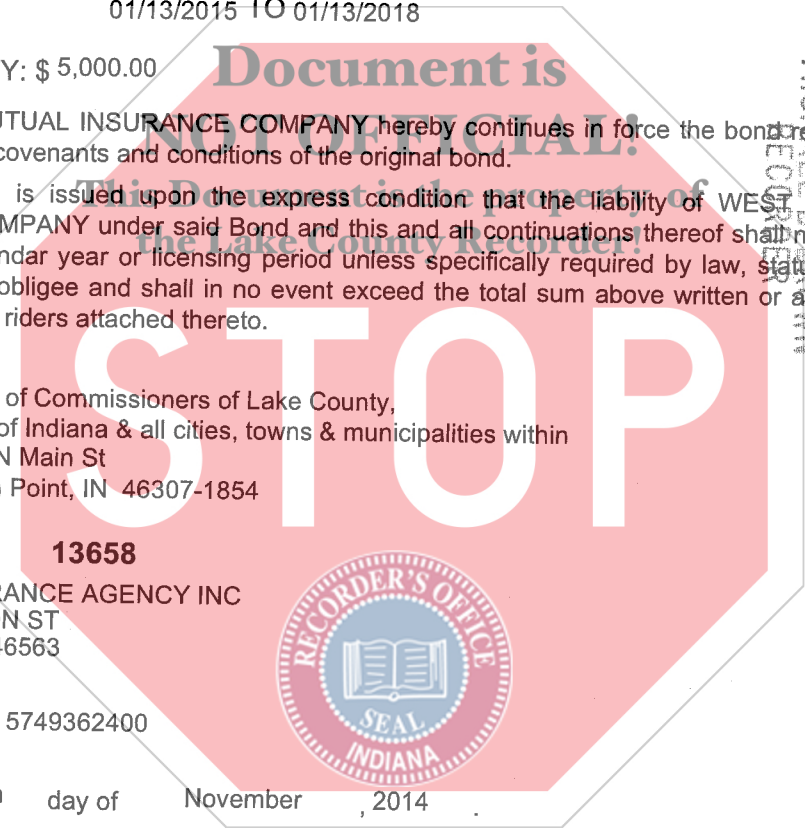 01/13/2015 TO 01/13/2018
Y: $ 5,000.00
Document is
NOT OFFICIAL!
This Document is the property of
the Lake County Recorder!
UTUAL INSURANCE COMPANY hereby continues in force the bond re
covenants and conditions of the original bond.
is issued upon the express condition that the liability of WEST
MPANY under said Bond and this and all continuations thereof shall n
ndar year or licensing period unless specifically required by law, statu
obligee and shall in no event exceed the total sum above written or a
riders attached thereto.
RECORDER
STOP
of Commissioners of Lake County,
of Indiana & all cities, towns & municipalities within
N Main St
Point, IN 46307-1854
13658
RANCE AGENCY INC
N ST
46563
5749362400
RECORDER'S OFFICE
SEAL
INDIANA
day of November , 2014 .